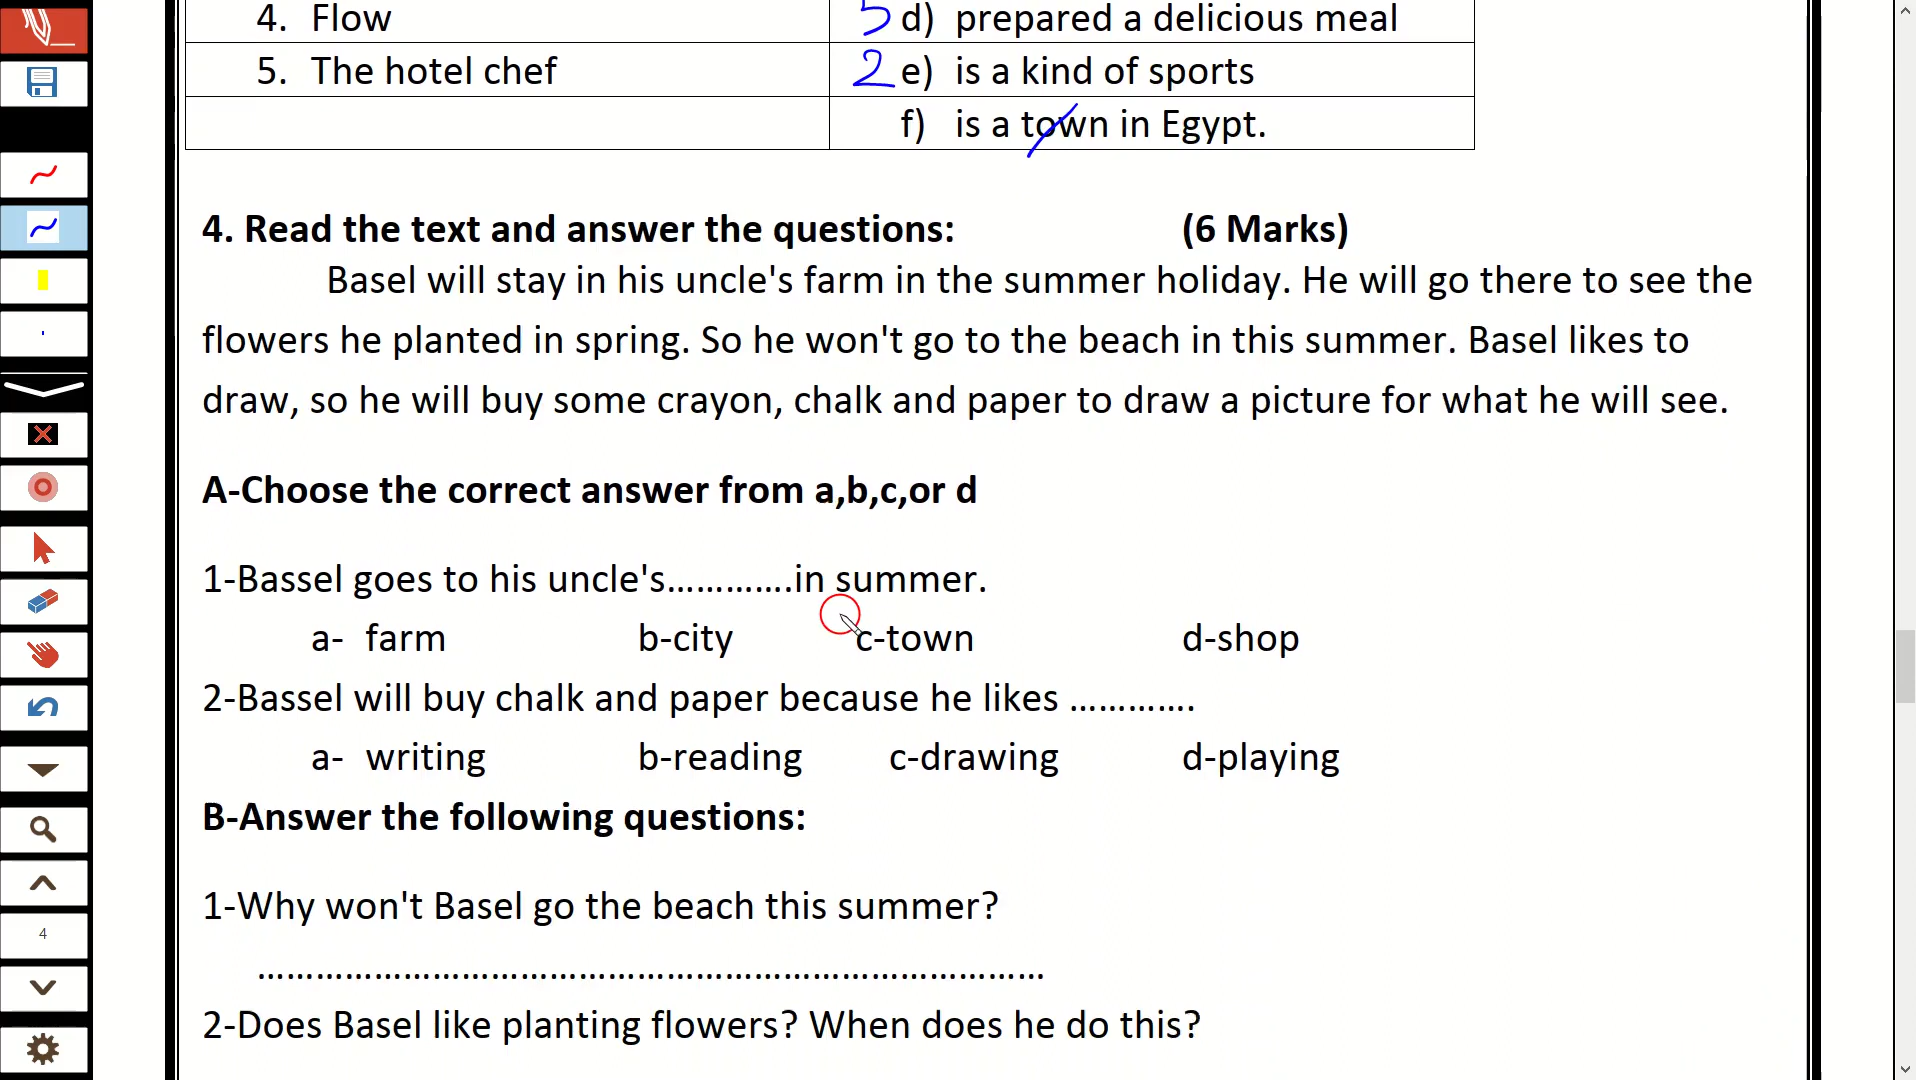 4. Flow
5 d) prepared a delicious meal
5. The hotel chef
2 e) is a kind of sports
f) is a town in Egypt.
4. Read the text and answer the questions: (6 Marks)
Basel will stay in his uncle's farm in the summer holiday. He will go there to see the
flowers he planted in spring. So he won't go to the beach in this summer. Basel likes to
draw, so he will buy some crayon, chalk and paper to draw a picture for what he will see.
A-Choose the correct answer from a,b,c,or d
1-Bassel goes to his uncle's………….in summer.
a- farm b-city c-town d-shop
2-Bassel will buy chalk and paper because he likes ………….
a- writing b-reading c-drawing d-playing
B-Answer the following questions:
1-Why won't Basel go the beach this summer?
………………………………………………………………………
2-Does Basel like planting flowers? When does he do this?
4